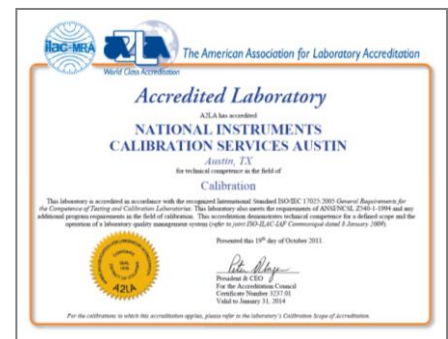 ilac-MRA
A2LA
The American Association for Laboratory Accreditation
World Class Accreditation
Accredited Laboratory
A2LA has accredited
NATIONAL INSTRUMENTS
CALIBRATION SERVICES AUSTIN
Austin, TX
for technical competence in the field of
Calibration
This laboratory is accredited in accordance with the recognized International Standard ISO/IEC 17025:2005 General Requirements for
the Competence of Testing and Calibration Laboratories. This laboratory also meets the requirements of ANSI/NCSL Z540-1-1994 and any
additional program requirements in the field of calibration. This accreditation demonstrates technical competence for a defined scope and the
operation of a laboratory quality management system (refer to joint ISO-ILAC-IAF Communiqué dated 8 January 2009).
Presented this 19th day of October 2011.
President & CEO
For the Accreditation Council
Certificate Number 3237.01
Valid to January 31, 2014
A2LA
For the calibrations to which this accreditation applies, please refer to the laboratory's Calibration Scope of Accreditation.